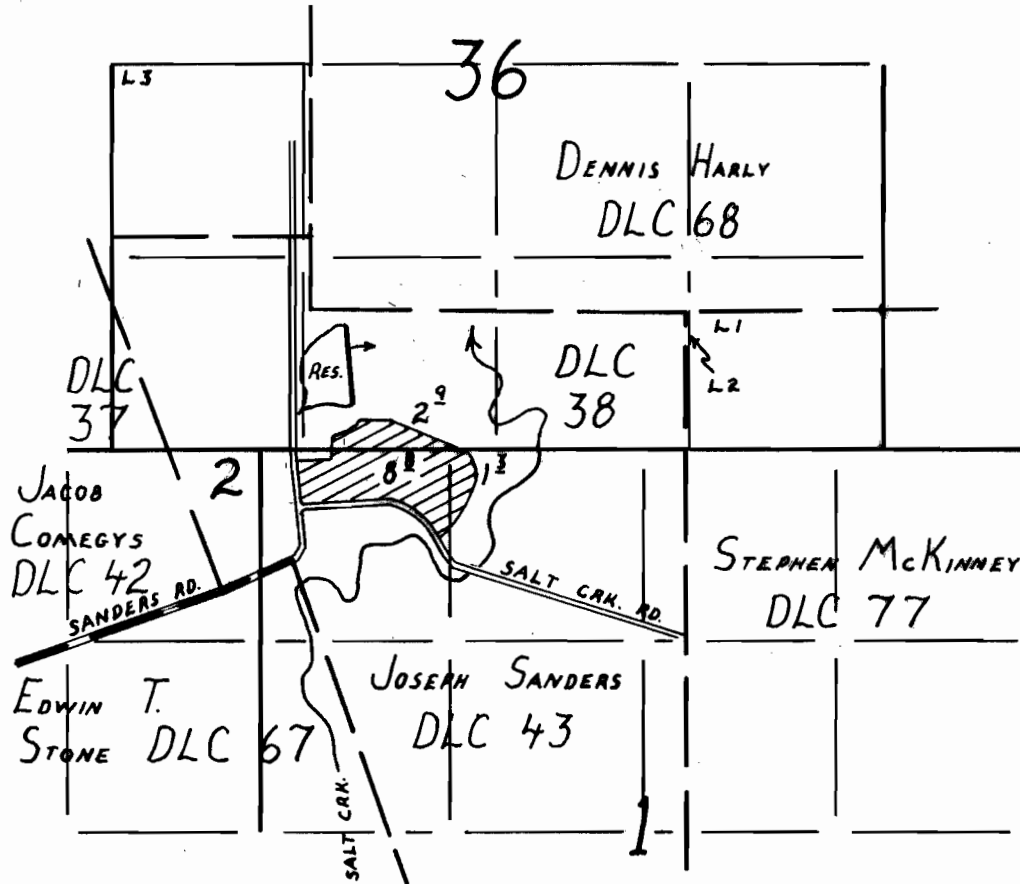 36
L3
DENNIS HARLY
DLC 68
L1
L2
RES.
DLC
38
DLC
37
2 9
8
1 3
2
JACOB
COMEGYS
DLC 42
SANDERS RD.
SALT CRK. RD.
STEPHEN McKINNEY
DLC 77
EDWIN T.
STONE DLC 67
JOSEPH SANDERS
DLC 43
SALT CRK.
1